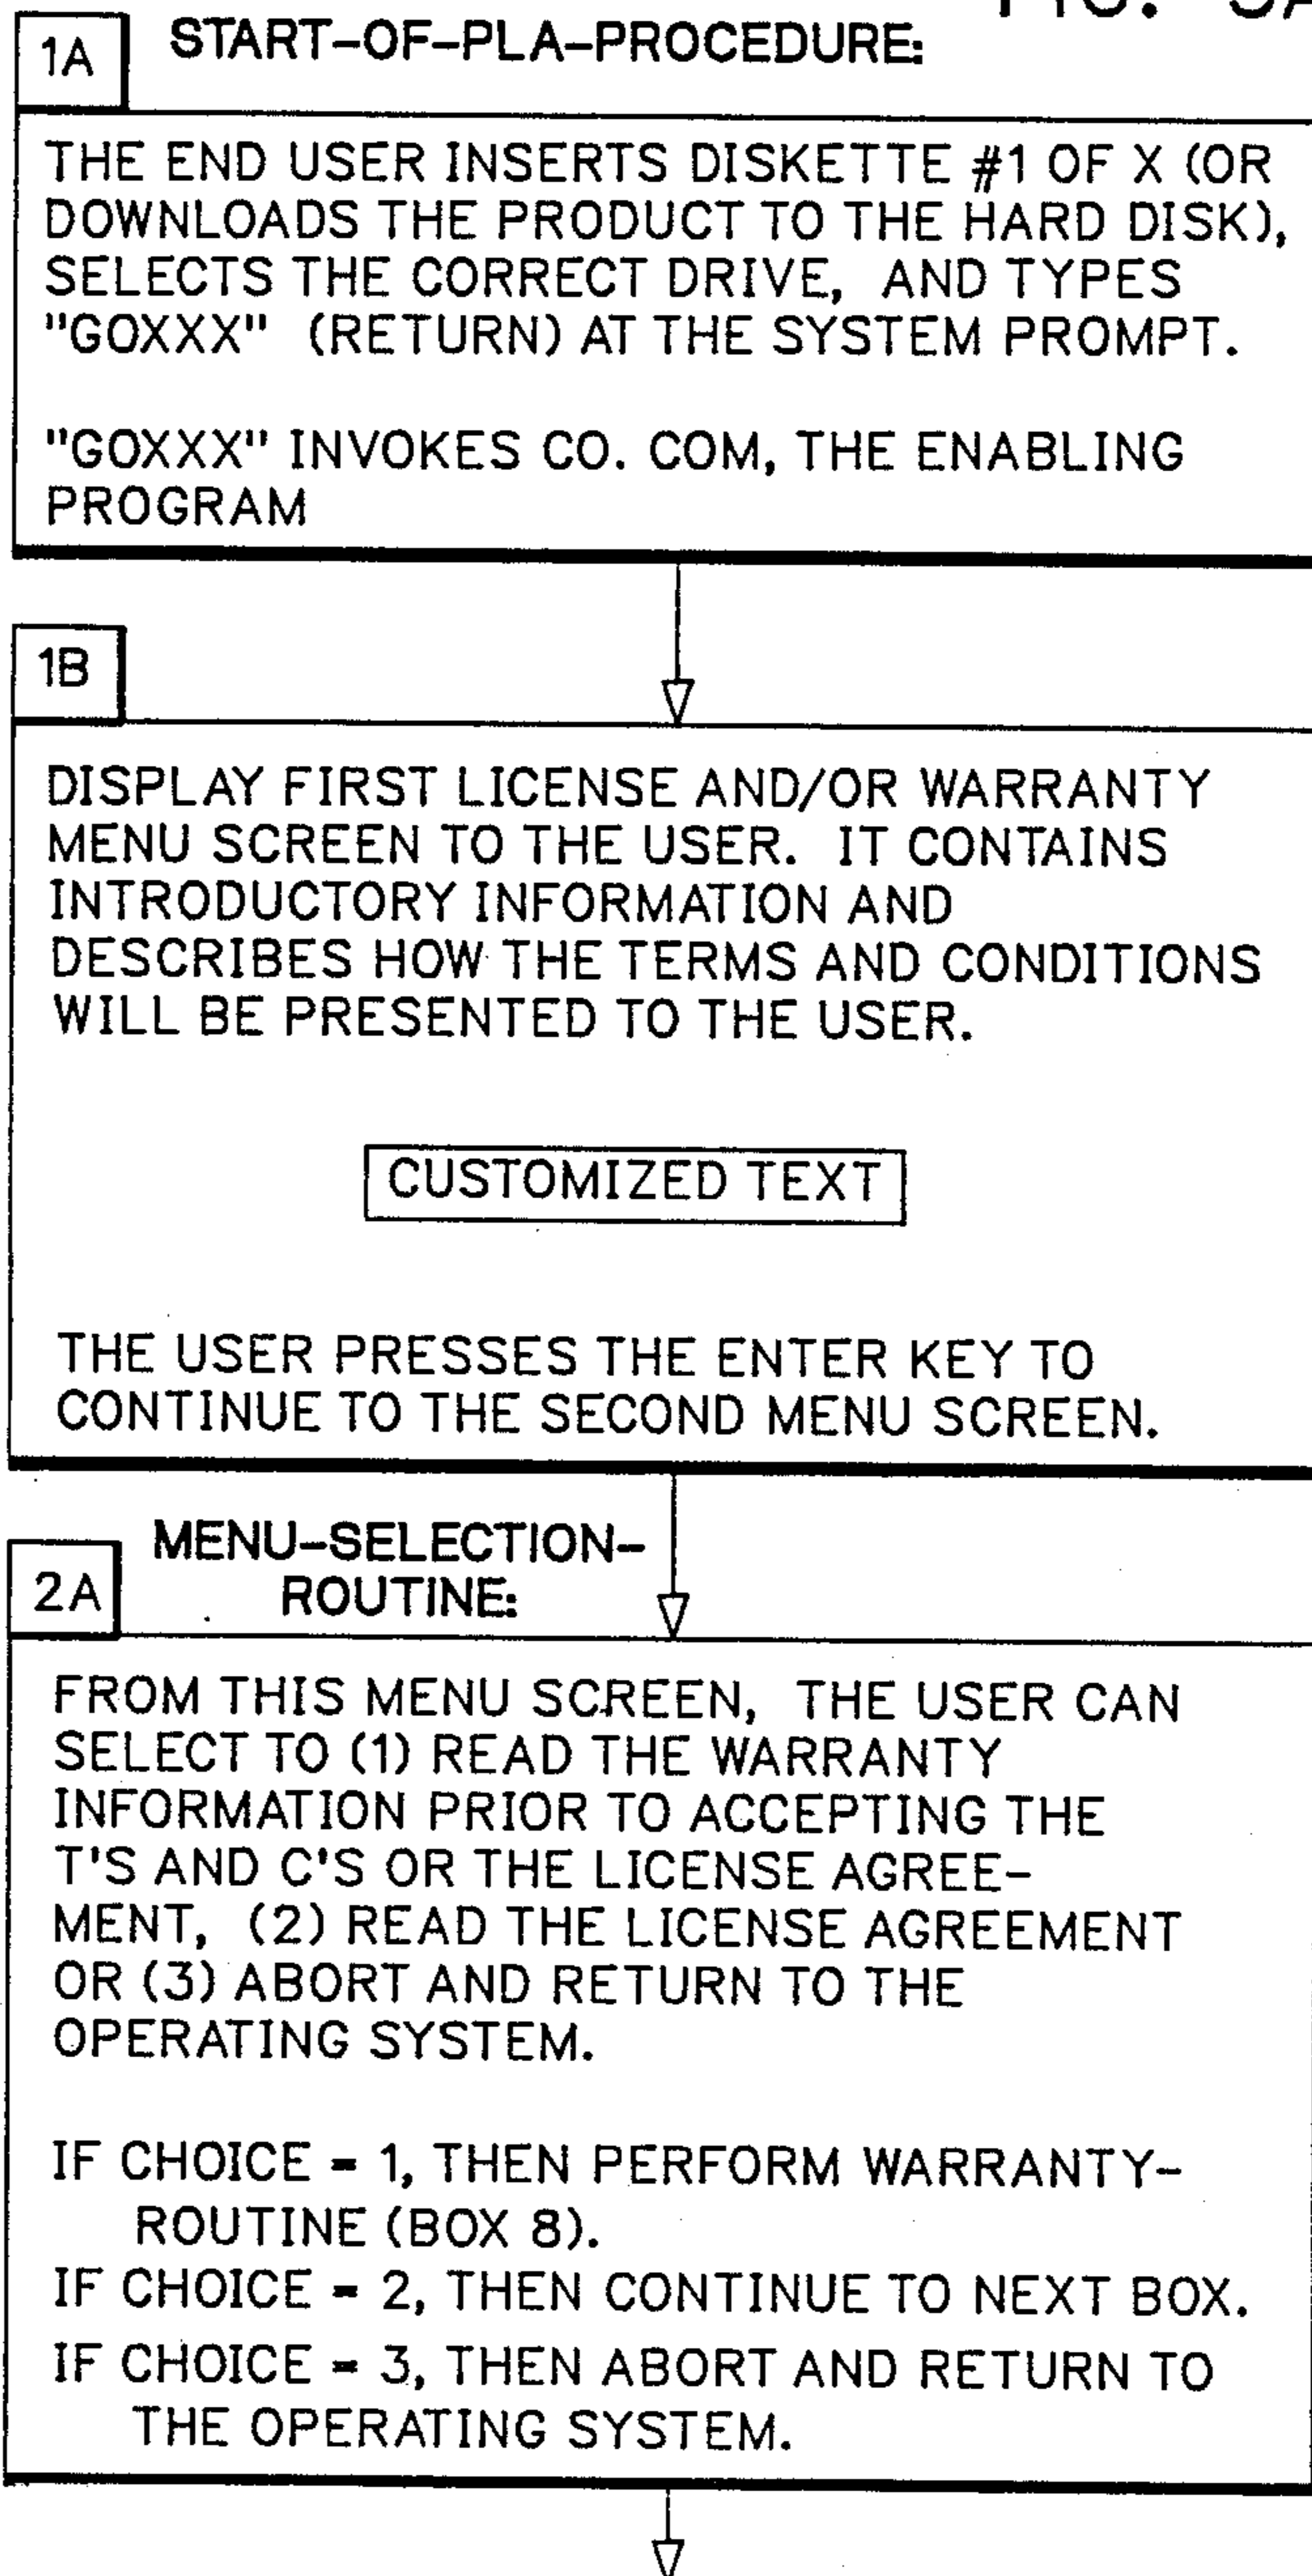 1A START-OF-PLA-PROCEDURE:
THE END USER INSERTS DISKETTE #1 OF X (OR
DOWNLOADS THE PRODUCT TO THE HARD DISK),
SELECTS THE CORRECT DRIVE, AND TYPES
"GOXXX" (RETURN) AT THE SYSTEM PROMPT.
"GOXXX" INVOKES CO. COM, THE ENABLING
PROGRAM
1B
DISPLAY FIRST LICENSE AND/OR WARRANTY
MENU SCREEN TO THE USER. IT CONTAINS
INTRODUCTORY INFORMATION AND
DESCRIBES HOW THE TERMS AND CONDITIONS
WILL BE PRESENTED TO THE USER.
CUSTOMIZED TEXT
THE USER PRESSES THE ENTER KEY TO
CONTINUE TO THE SECOND MENU SCREEN.
MENU-SELECTION-
2A ROUTINE:
FROM THIS MENU SCREEN, THE USER CAN
SELECT TO (1) READ THE WARRANTY
INFORMATION PRIOR TO ACCEPTING THE
T'S AND C'S OR THE LICENSE AGREE-
MENT, (2) READ THE LICENSE AGREEMENT
OR (3) ABORT AND RETURN TO THE
OPERATING SYSTEM.
IF CHOICE = 1, THEN PERFORM WARRANTY-
ROUTINE (BOX 8).
IF CHOICE = 2, THEN CONTINUE TO NEXT BOX.
IF CHOICE = 3, THEN ABORT AND RETURN TO
THE OPERATING SYSTEM.